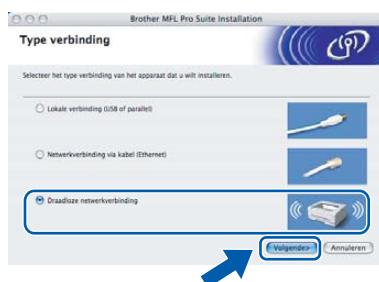 Brother MFL Pro Suite Installation
Type verbinding
Selecteer het type verbinding van het apparaat dat u wilt installeren.
Lokale verbinding (USB of parallel)
Netwerkverbinding via kabel (Ethernet)
Draadloze netwerkverbinding
Volgende> Annuleren